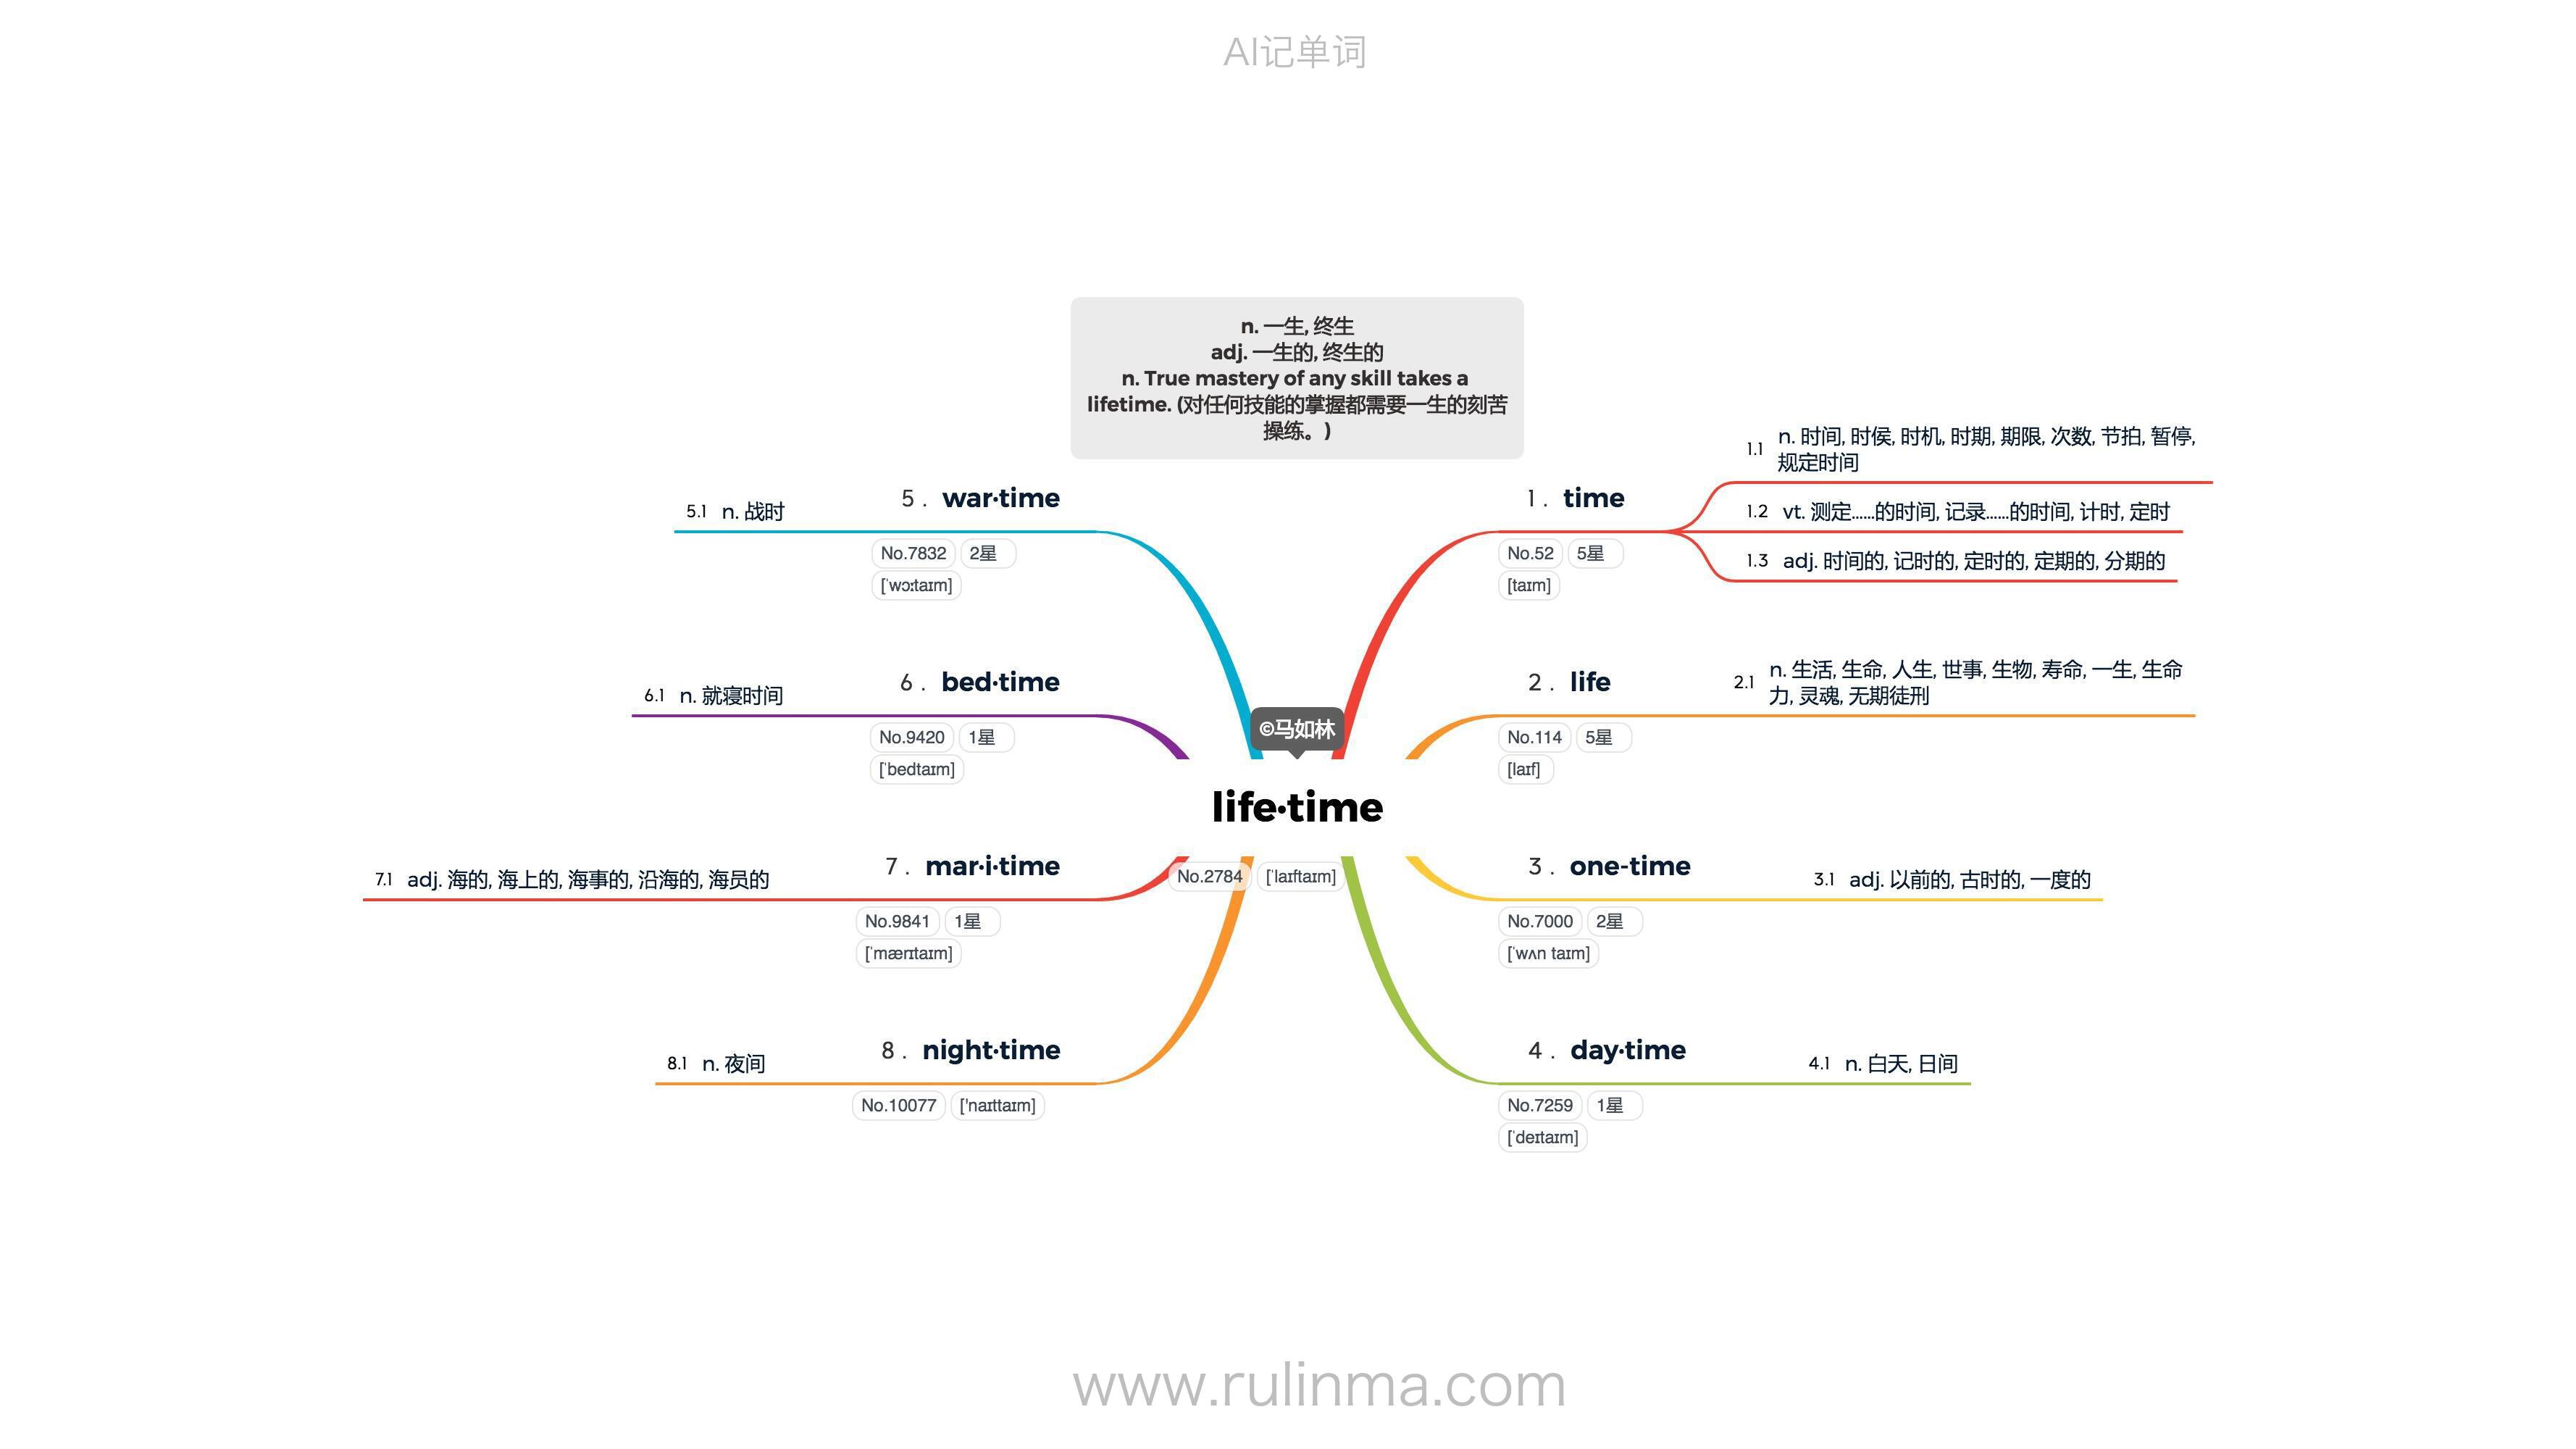 AI记单词
n. 一生, 终生
adj. 一生的, 终生的
n. True mastery of any skill takes a
lifetime. (对任何技能的掌握都需要一生的刻苦
操练。)
©马如林
life·time
No.2784 [ˈlaɪftaɪm]
1 . time
No.52 5星
[taɪm]
1.1 n. 时间, 时侯, 时机, 时期, 期限, 次数, 节拍, 暂停,
规定时间
1.2 vt. 测定……的时间, 记录……的时间, 计时, 定时
1.3 adj. 时间的, 记时的, 定时的, 定期的, 分期的
2 . life
No.114 5星
[laɪf]
2.1 n. 生活, 生命, 人生, 世事, 生物, 寿命, 一生, 生命
力, 灵魂, 无期徒刑
3 . one-time
No.7000 2星
[ˈwʌn taɪm]
3.1 adj. 以前的, 古时的, 一度的
4 . day·time
No.7259 1星
[ˈdeɪtaɪm]
4.1 n. 白天, 日间
5 . war·time
No.7832 2星
[ˈwɔːtaɪm]
5.1 n. 战时
6 . bed·time
No.9420 1星
[ˈbedtaɪm]
6.1 n. 就寝时间
7 . mar·i·time
No.9841 1星
[ˈmærɪtaɪm]
7.1 adj. 海的, 海上的, 海事的, 沿海的, 海员的
8 . night·time
No.10077 ['naɪttaɪm]
8.1 n. 夜间
www.rulinma.com